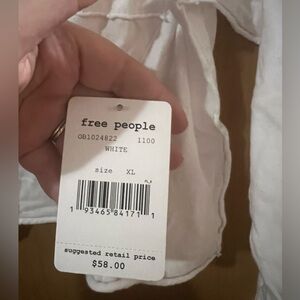 free people
OB1024822 1100
WHITE
size XL
1 93465 84171 1
suggested retail price
$58.00